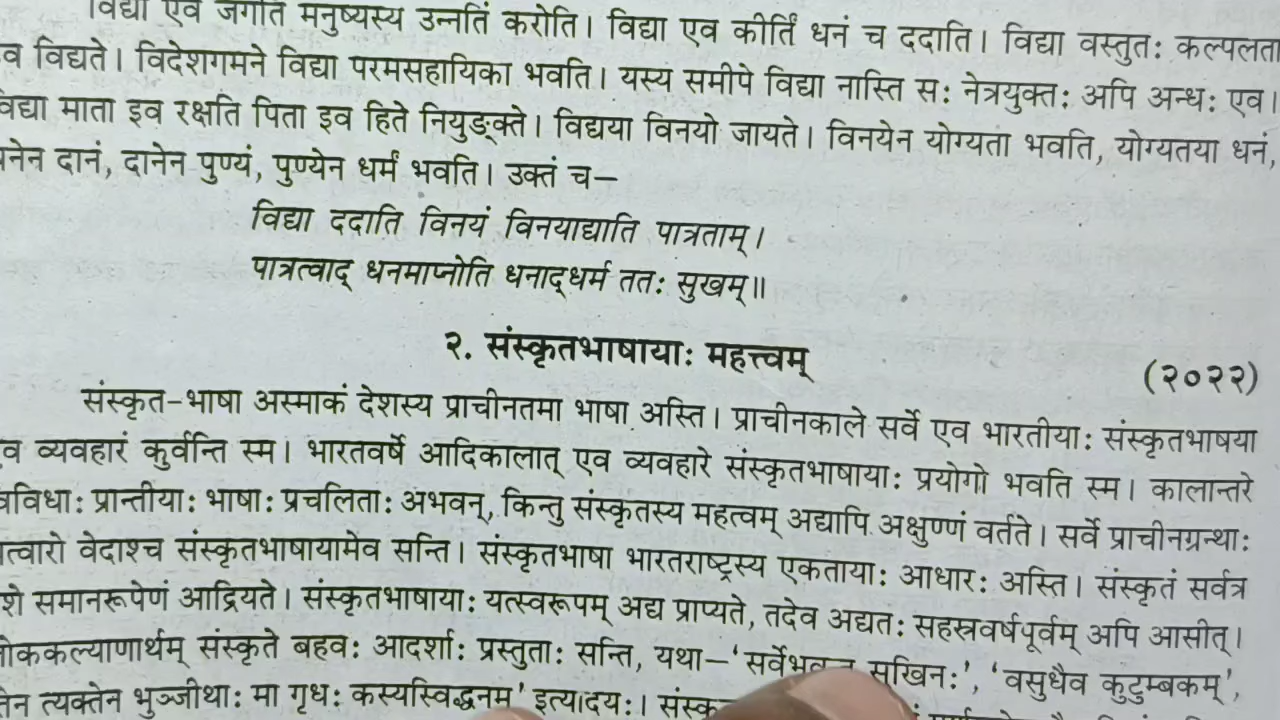 विद्या एव जगति मनुष्यस्य उन्नतिं करोति। विद्या एव कीर्तिं धनं च ददाति। विद्या वस्तुतः कल्पलता
व विद्यते। विदेशगमने विद्या परमसहायिका भवति। यस्य समीपे विद्या नास्ति सः नेत्रयुक्तः अपि अन्धः एव।
विद्या माता इव रक्षति पिता इव हिते नियुङ्क्ते। विद्यया विनयो जायते। विनयेन योग्यता भवति, योग्यतया धनं,
नेन दानं, दानेन पुण्यं, पुण्येन धर्मं भवति। उक्तं च—
विद्या ददाति विनयं विनयाद्याति पात्रताम्।
पात्रत्वाद् धनमाप्नोति धनाद्धर्म ततः सुखम्॥
२. संस्कृतभाषायाः महत्त्वम्
(२०२२)
संस्कृत-भाषा अस्माकं देशस्य प्राचीनतमा भाषा अस्ति। प्राचीनकाले सर्वे एव भारतीयाः संस्कृतभाषया
व व्यवहारं कुर्वन्ति स्म। भारतवर्षे आदिकालात् एव व्यवहारे संस्कृतभाषायाः प्रयोगो भवति स्म। कालान्तरे
विविधाः प्रान्तीयाः भाषाः प्रचलिताः अभवन्, किन्तु संस्कृतस्य महत्वम् अद्यापि अक्षुण्णं वर्तते। सर्वे प्राचीनग्रन्थाः
त्वारो वेदाश्च संस्कृतभाषायामेव सन्ति। संस्कृतभाषा भारतराष्ट्रस्य एकतायाः आधारः अस्ति। संस्कृतं सर्वत्र
शे समानरूपेणं आद्रियते। संस्कृतभाषायाः यत्स्वरूपम् अद्य प्राप्यते, तदेव अद्यतः सहस्रवर्षपूर्वम् अपि आसीत्।
ोककल्याणार्थम् संस्कृते बहवः आदर्शाः प्रस्तुताः सन्ति, यथा—'सर्वेभवन्तु सुखिनः', 'वसुधैव कुटुम्बकम्',
तेन त्यक्तेन भुञ्जीथाः मा गृधः कस्यस्विद्धनम' इत्यादयः। संस्कृ